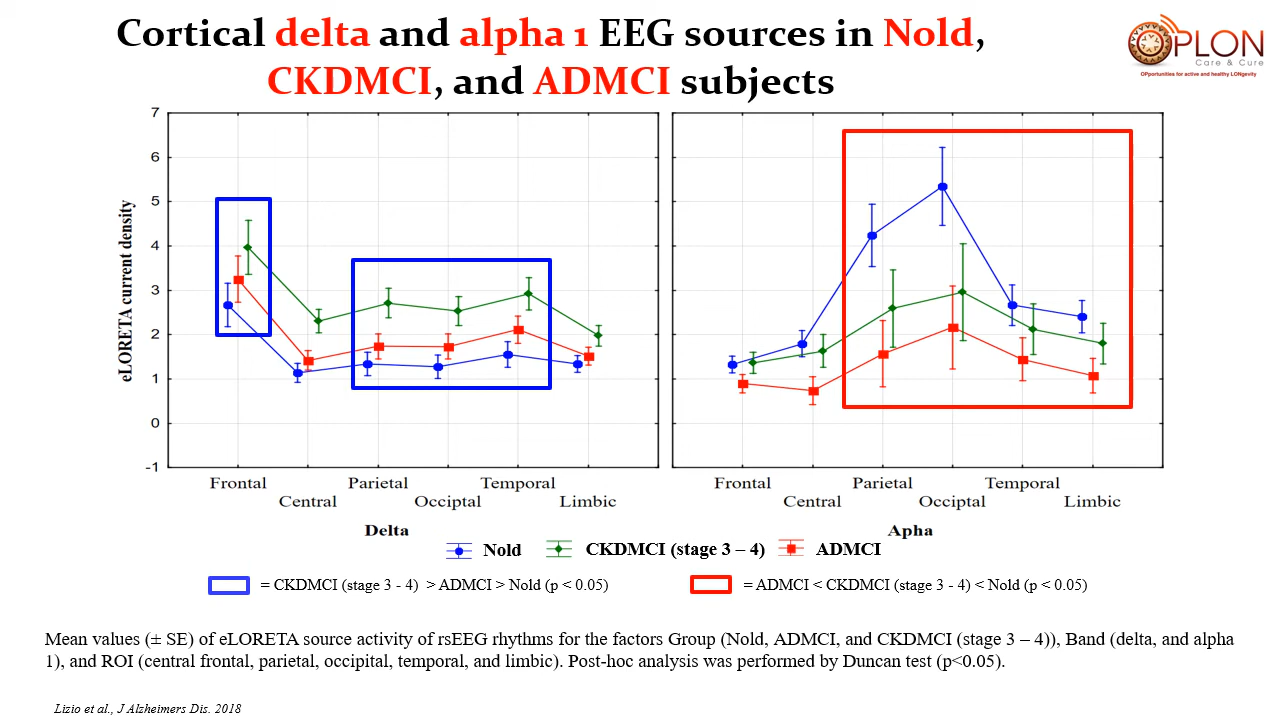 Cortical delta and alpha 1 EEG sources in Nold,
CKDMCI, and ADMCI subjects
OPLON
Care & Cure
OPportunities for active and healthy LONgevity
eLORETA current density
7
6
5
4
3
2
1
0
-1
Frontal
Central
Parietal
Occiptal
Temporal
Limbic
Delta
Frontal
Central
Parietal
Occiptal
Temporal
Limbic
Apha
Nold CKDMCI (stage 3 – 4) ADMCI
= CKDMCI (stage 3 - 4) > ADMCI > Nold (p < 0.05)
= ADMCI < CKDMCI (stage 3 - 4) < Nold (p < 0.05)
Mean values (± SE) of eLORETA source activity of rsEEG rhythms for the factors Group (Nold, ADMCI, and CKDMCI (stage 3 – 4)), Band (delta, and alpha
1), and ROI (central frontal, parietal, occipital, temporal, and limbic). Post-hoc analysis was performed by Duncan test (p<0.05).
Lizio et al., J Alzheimers Dis. 2018